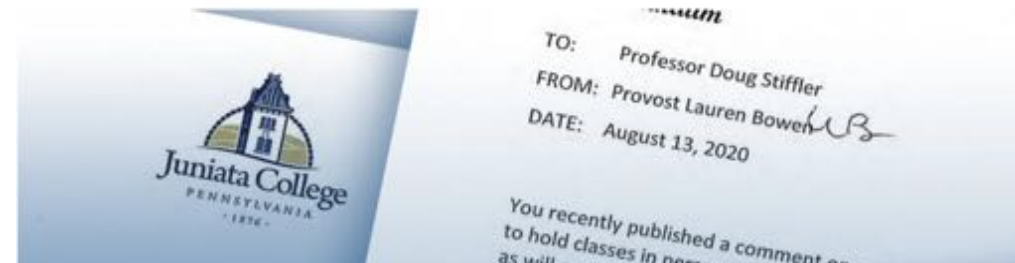 Juniata College
PENNSYLVANIA
· 1876 ·
TO: Professor Doug Stiffler
FROM: Provost Lauren Bowen LB
DATE: August 13, 2020
You recently published a comment
to hold classes in
as will